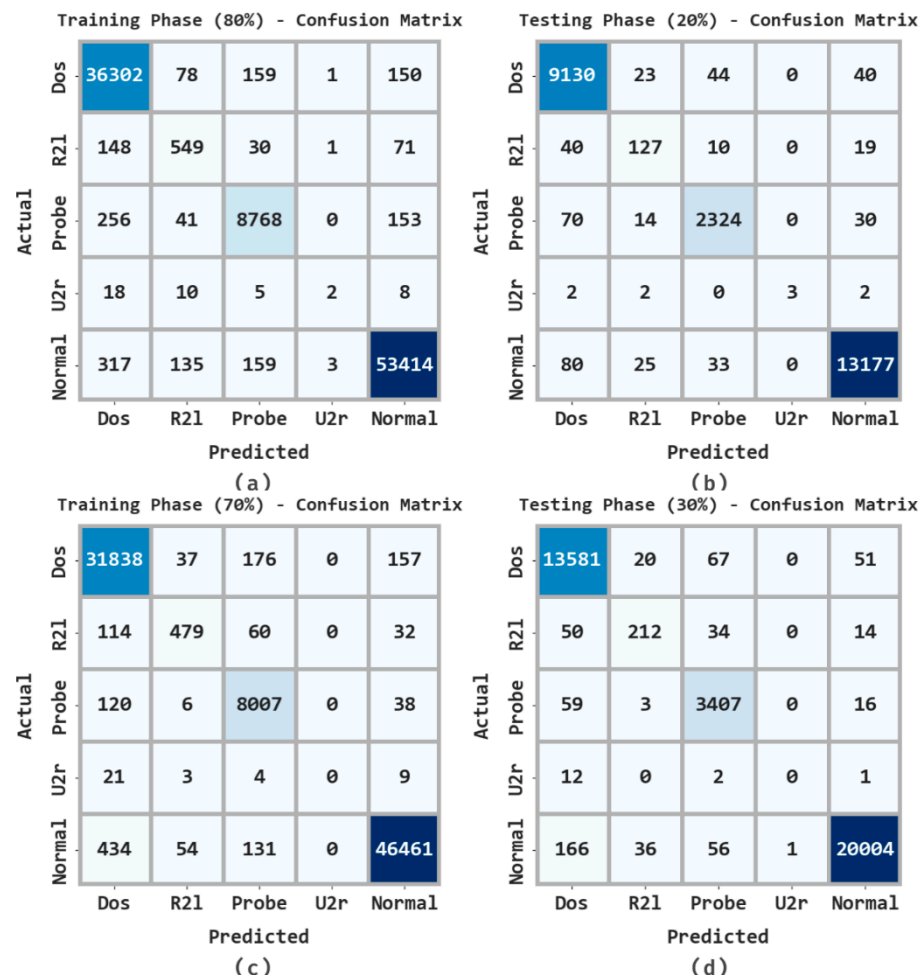 Training Phase (80%) - Confusion Matrix
Testing Phase (20%) - Confusion Matrix
Actual
Dos 36302 78 159 1 150
R2l 148 549 30 1 71
Probe 256 41 8768 0 153
U2r 18 10 5 2 8
Normal 317 135 159 3 53414
Dos R2l Probe U2r Normal
Predicted
(a)
Actual
Dos 9130 23 44 0 40
R2l 40 127 10 0 19
Probe 70 14 2324 0 30
U2r 2 2 0 3 2
Normal 80 25 33 0 13177
Dos R2l Probe U2r Normal
Predicted
(b)
Training Phase (70%) - Confusion Matrix
Testing Phase (30%) - Confusion Matrix
Actual
Dos 31838 37 176 0 157
R2l 114 479 60 0 32
Probe 120 6 8007 0 38
U2r 21 3 4 0 9
Normal 434 54 131 0 46461
Dos R2l Probe U2r Normal
Predicted
(c)
Actual
Dos 13581 20 67 0 51
R2l 50 212 34 0 14
Probe 59 3 3407 0 16
U2r 12 0 2 0 1
Normal 166 36 56 1 20004
Dos R2l Probe U2r Normal
Predicted
(d)